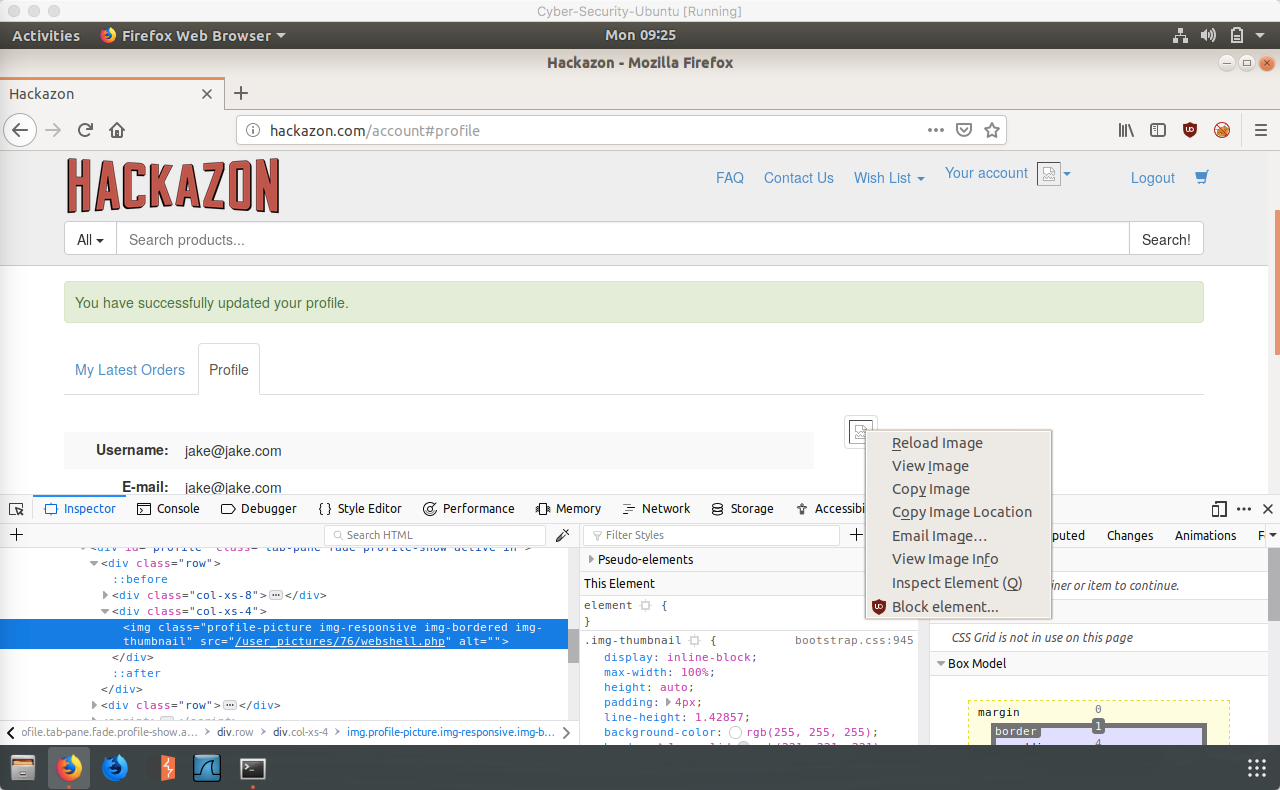 Cyber-Security-Ubuntu [Running]
Activities Firefox Web Browser Mon 09:25
Hackazon - Mozilla Firefox
Hackazon
hackazon.com/account#profile
HACKAZON
FAQ Contact Us Wish List Your account Logout
All Search products... Search!
You have successfully updated your profile.
My Latest Orders Profile
Username: jake@jake.com
E-mail: jake@jake.com
Reload Image
View Image
Copy Image
Copy Image Location
Email Image…
View Image Info
Inspect Element (Q)
Block element…
Inspector Console Debugger Style Editor Performance Memory Network Storage
Search HTML
Filter Styles
Changes Animations
<div id="profile" class="tab-pane fade profile-show active in">
<div class="row">
::before
<div class="col-xs-8"></div>
<div class="col-xs-4">
<img class="profile-picture img-responsive img-bordered img-
thumbnail" src="/user_pictures/76/webshell.php" alt="">
</div>
::after
</div>
<div class="row"></div>
Pseudo-elements
This Element
element {
}
.img-thumbnail { bootstrap.css:945
display: inline-block;
max-width: 100%;
height: auto;
padding: 4px;
line-height: 1.42857;
background-color: rgb(255, 255, 255);
item to continue.
CSS Grid is not in use on this page
Box Model
margin 0
border 1
4
ofile.tab-pane.fade.profile-show.a… div.row div.col-xs-4 img.profile-picture.img-responsive.img-b…